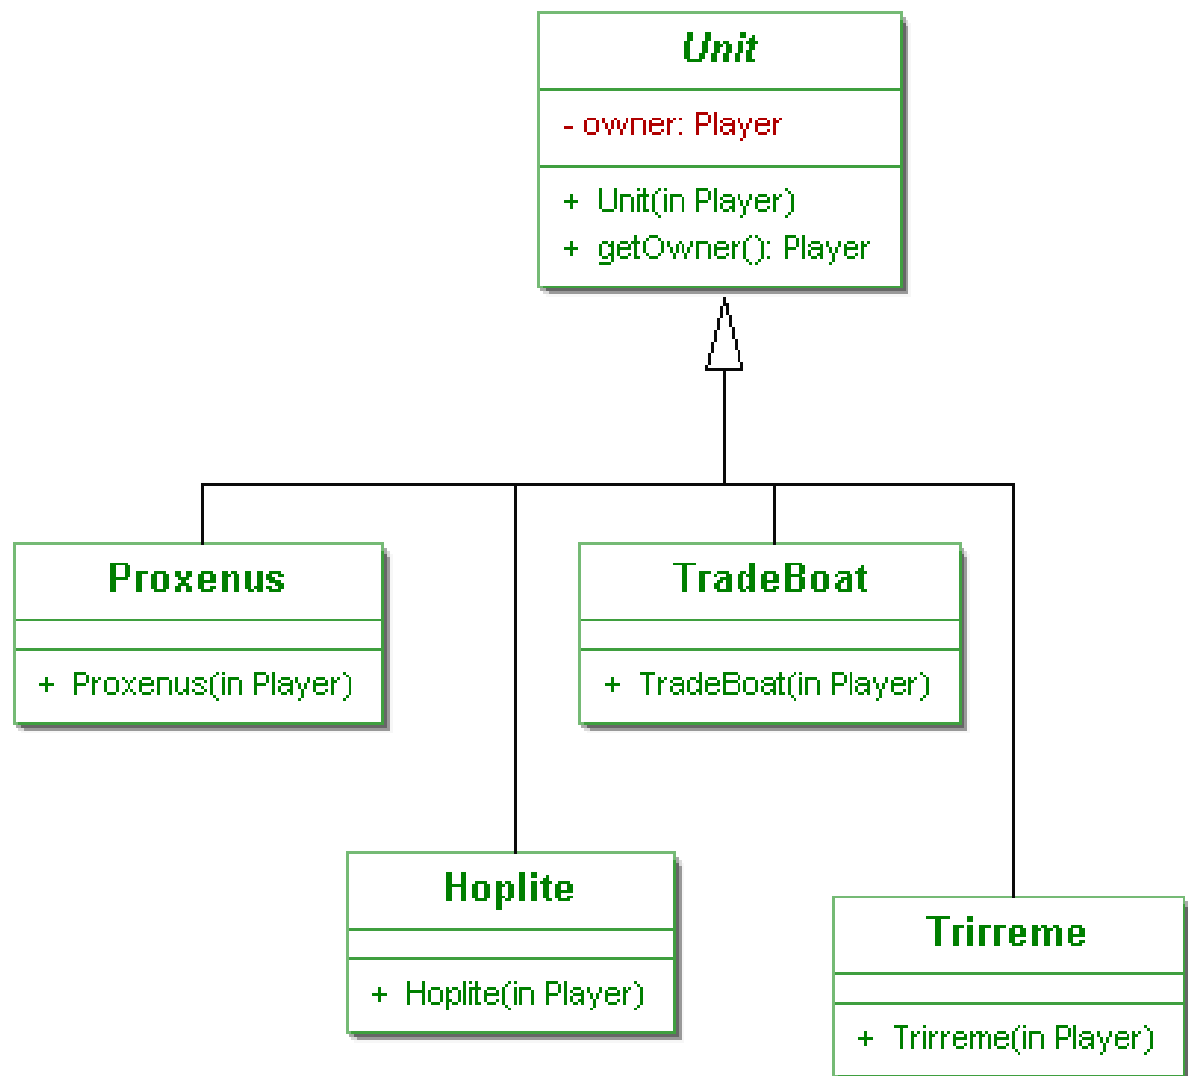 Unit
- owner: Player
+ Unit(in Player)
+ getOwner(): Player
Proxenus
+ Proxenus(in Player)
TradeBoat
+ TradeBoat(in Player)
Hoplite
+ Hoplite(in Player)
Trirreme
+ Trirreme(in Player)